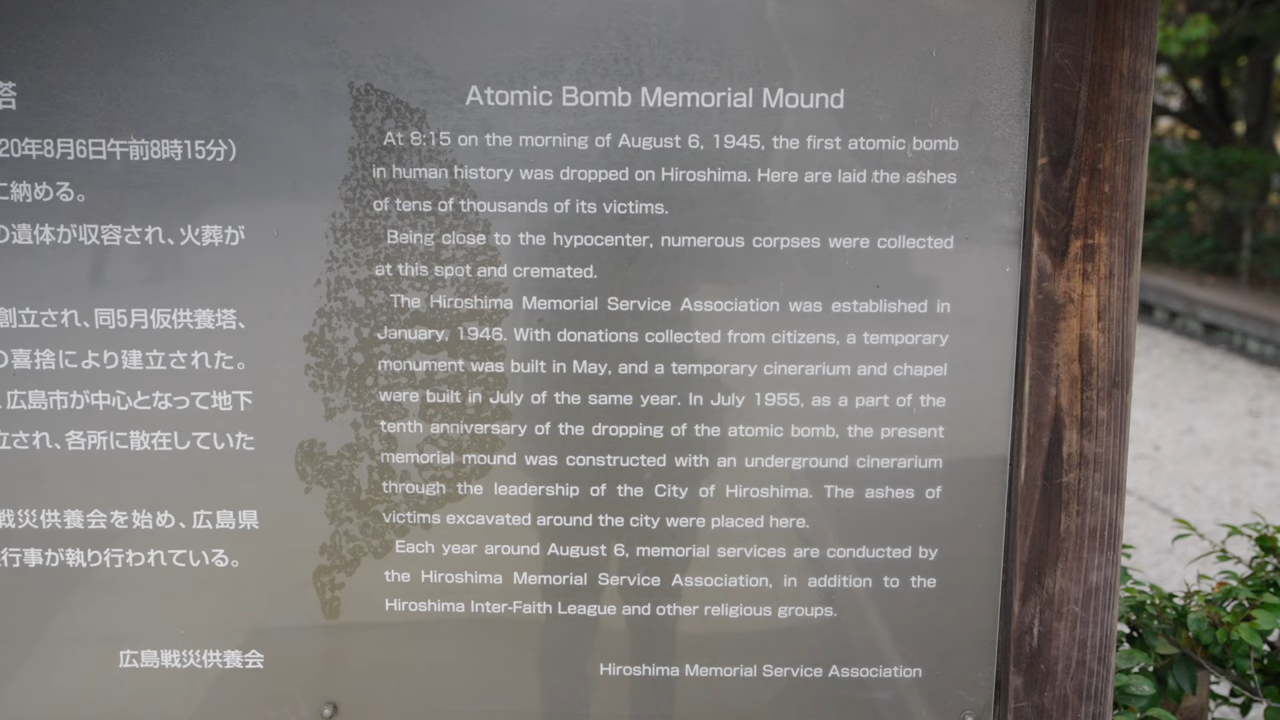 塔
20年8月6日午前8時15分）
に納める。
の遺体が収容され、火葬が
創立され、同5月仮供養塔、
の喜捨により建立された。
、広島市が中心となって地下
立され、各所に散在していた
戦災供養会を始め、広島県
行事が執り行われている。
広島戦災供養会
Atomic Bomb Memorial Mound
At 8:15 on the morning of August 6, 1945, the first atomic bomb
in human history was dropped on Hiroshima. Here are laid the ashes
of tens of thousands of its victims.
Being close to the hypocenter, numerous corpses were collected
at this spot and cremated.
The Hiroshima Memorial Service Association was established in
January, 1946. With donations collected from citizens, a temporary
monument was built in May, and a temporary cinerarium and chapel
were built in July of the same year. In July 1955, as a part of the
tenth anniversary of the dropping of the atomic bomb, the present
memorial mound was constructed with an underground cinerarium
through the leadership of the City of Hiroshima. The ashes of
victims excavated around the city were placed here.
Each year around August 6, memorial services are conducted by
the Hiroshima Memorial Service Association, in addition to the
Hiroshima Inter-Faith League and other religious groups.
Hiroshima Memorial Service Association